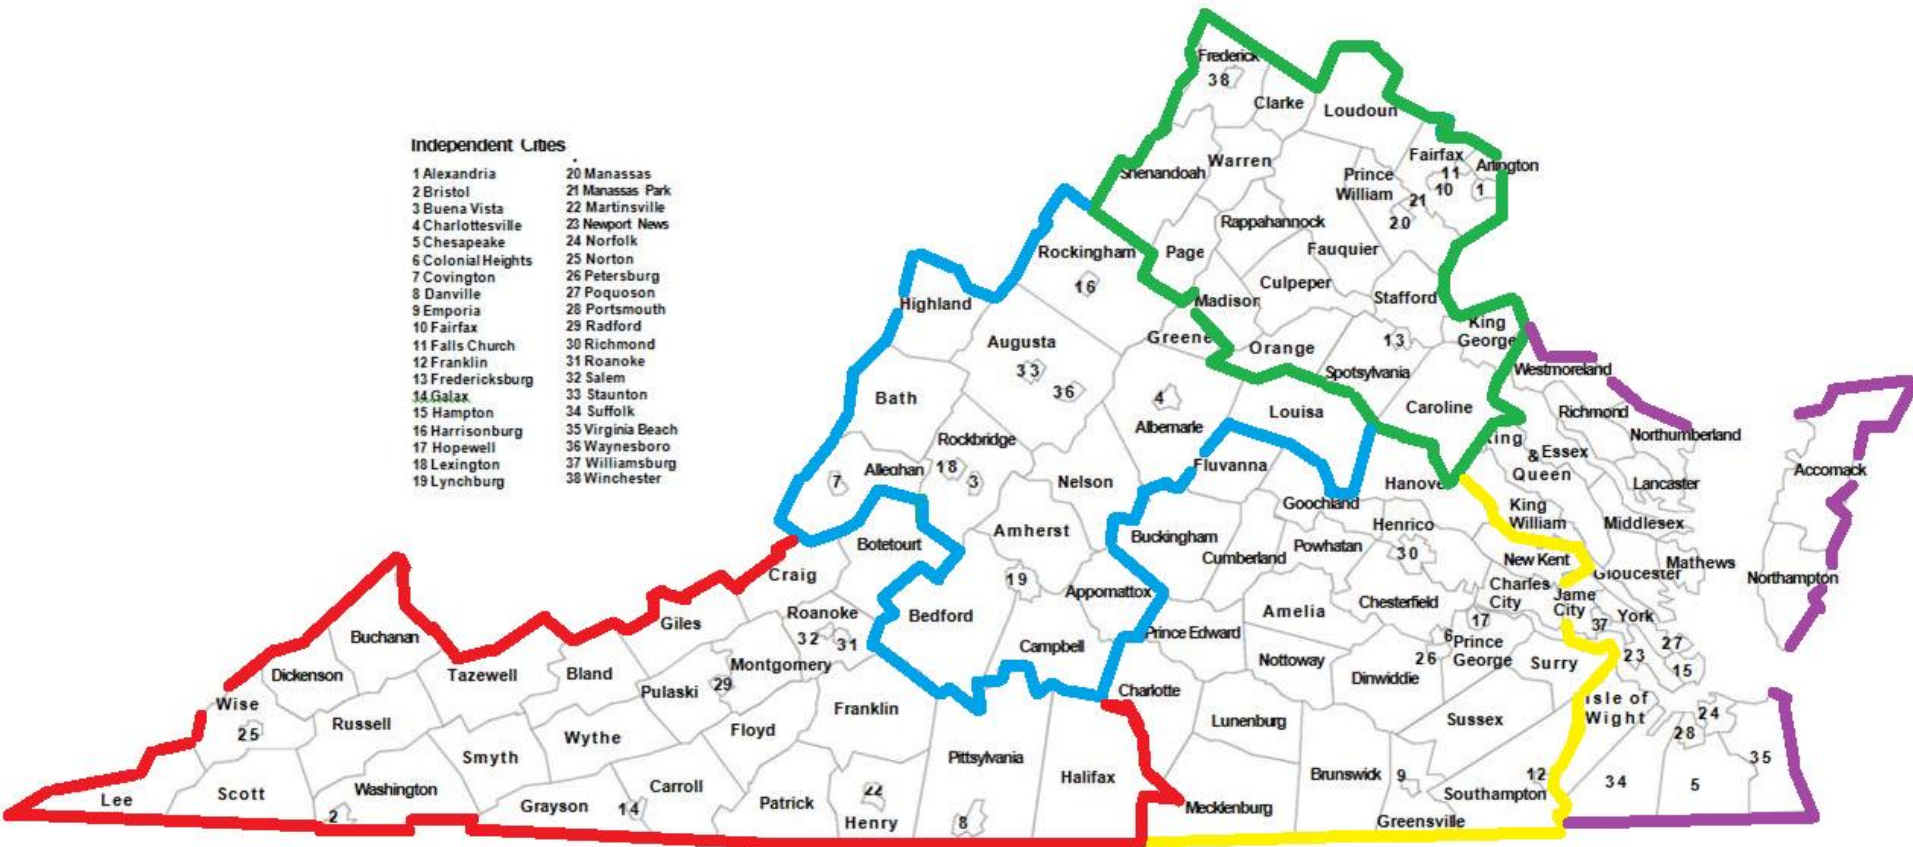 Independent Cities
1 Alexandria
2 Bristol
3 Buena Vista
4 Charlottesville
5 Chesapeake
6 Colonial Heights
7 Covington
8 Danville
9 Emporia
10 Fairfax
11 Falls Church
12 Franklin
13 Fredericksburg
14 Galax
15 Hampton
16 Harrisonburg
17 Hopewell
18 Lexington
19 Lynchburg
20 Manassas
21 Manassas Park
22 Martinsville
23 Newport News
24 Norfolk
25 Norton
26 Petersburg
27 Poquoson
28 Portsmouth
29 Radford
30 Richmond
31 Roanoke
32 Salem
33 Staunton
34 Suffolk
35 Virginia Beach
36 Waynesboro
37 Williamsburg
38 Winchester
Frederick
38
Clarke
Loudoun
Warren
Shenandoah
Fairfax
Arlington
11
10
1
Prince
William
21
20
Rappahannock
Fauquier
Page
Culpeper
Madison
Stafford
King
George
Rockingham
16
Highland
Greene
Orange
13
Spotsylvania
Augusta
33
36
Westmoreland
Bath
4
Albemarle
Louisa
Caroline
Richmond
Northumberland
Rockbridge
18
3
Alleghan
7
Nelson
Fluvanna
Goochland
Hanove
King
&
Queen
Essex
Lancaster
Accomack
King
William
Middlesex
Amherst
Buckingham
Cumberland
Powhatan
Henrico
30
New Kent
Gloucester
Mathews
Northampton
Botetourt
Craig
19
Appomattox
Charles
City
Jame
City
Amelia
Chesterfield
17
37
York
Roanoke
32
31
Bedford
Campbell
Prince Edward
Nottoway
6
26
Prince
George
Surry
23
27
15
Dinwiddie
Giles
Buchanan
Dickenson
Tazewell
Bland
Pulaski
29
Montgomery
Charlotte
Lunenburg
Sussex
Isle of
Wight
24
28
35
Wise
25
Russell
Wythe
Floyd
Franklin
Smyth
Pittsylvania
Halifax
Brunswick
9
12
Southampton
34
5
Lee
Scott
Washington
2
Grayson
14
Carroll
Patrick
22
Henry
8
Mecklenburg
Greensville